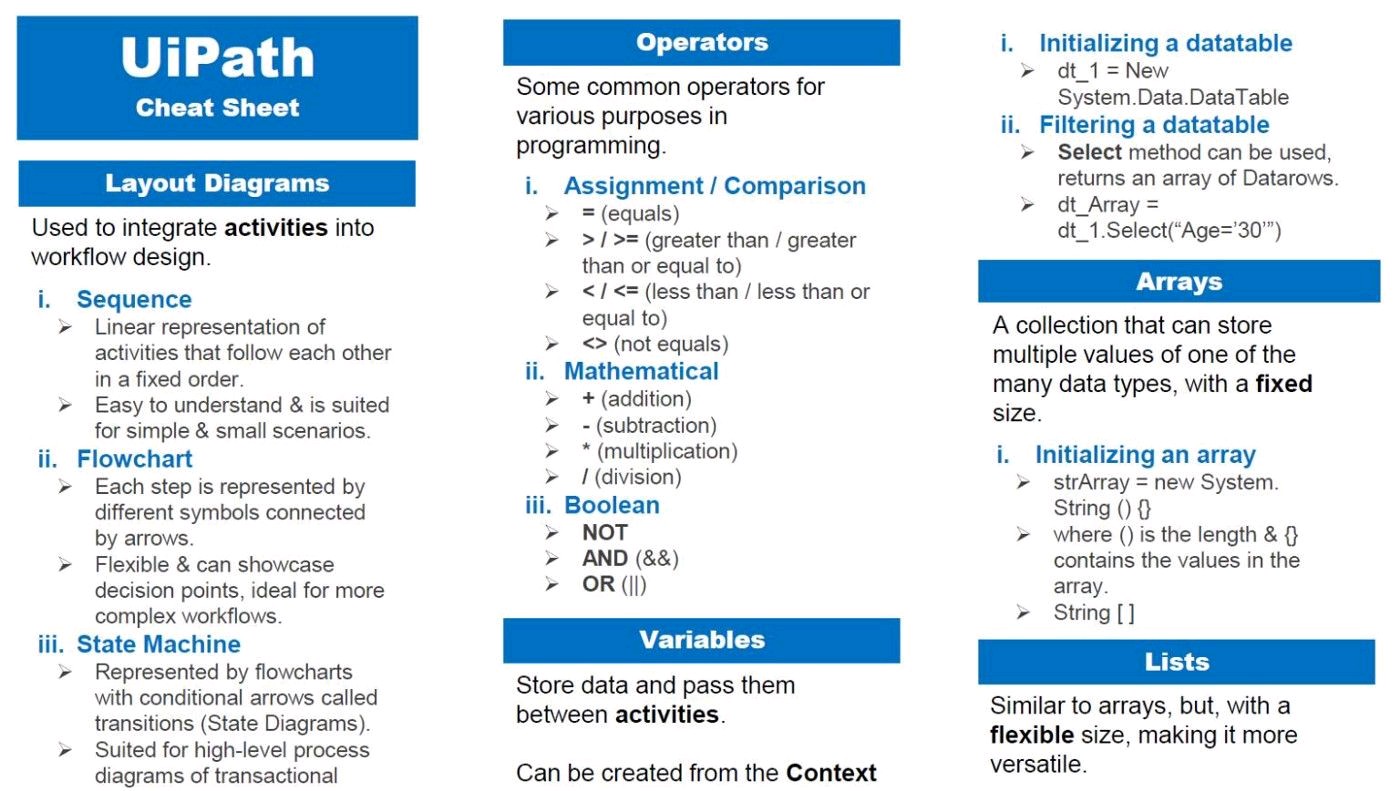 UiPath
Cheat Sheet
Layout Diagrams
Used to integrate activities into
workflow design.
i. Sequence
➢ Linear representation of
activities that follow each other
in a fixed order.
➢ Easy to understand & is suited
for simple & small scenarios.
ii. Flowchart
➢ Each step is represented by
different symbols connected
by arrows.
➢ Flexible & can showcase
decision points, ideal for more
complex workflows.
iii. State Machine
➢ Represented by flowcharts
with conditional arrows called
transitions (State Diagrams).
➢ Suited for high-level process
diagrams of transactional
Operators
Some common operators for
various purposes in
programming.
i. Assignment / Comparison
➢ = (equals)
➢ > / >= (greater than / greater
than or equal to)
➢ < / <= (less than / less than or
equal to)
➢ <> (not equals)
ii. Mathematical
➢ + (addition)
➢ - (subtraction)
➢ * (multiplication)
➢ / (division)
iii. Boolean
➢ NOT
➢ AND (&&)
➢ OR (||)
Variables
Store data and pass them
between activities.
Can be created from the Context
i. Initializing a datatable
➢ dt_1 = New
System.Data.DataTable
ii. Filtering a datatable
➢ Select method can be used,
returns an array of Datarows.
➢ dt_Array =
dt_1.Select(“Age=’30’”)
Arrays
A collection that can store
multiple values of one of the
many data types, with a fixed
size.
i. Initializing an array
➢ strArray = new System.
String () {}
➢ where () is the length & {}
contains the values in the
array.
➢ String [ ]
Lists
Similar to arrays, but, with a
flexible size, making it more
versatile.